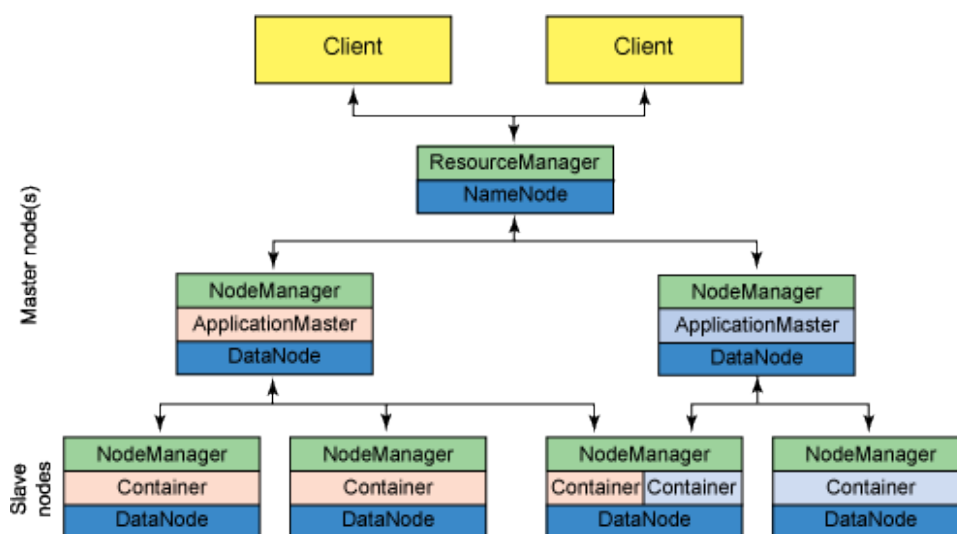 Client
Client
ResourceManager
NameNode
Master node(s)
NodeManager
ApplicationMaster
DataNode
NodeManager
ApplicationMaster
DataNode
Slave
nodes
NodeManager
Container
DataNode
NodeManager
Container
DataNode
NodeManager
Container Container
DataNode
NodeManager
Container
DataNode